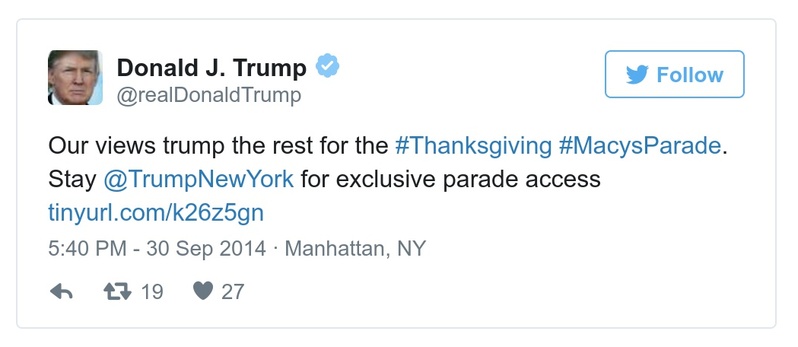 Donald J. Trump
@realDonaldTrump
Follow
Our views trump the rest for the #Thanksgiving #MacysParade.
Stay @TrumpNewYork for exclusive parade access
tinyurl.com/k26z5gn
5:40 PM - 30 Sep 2014 · Manhattan, NY
19 27